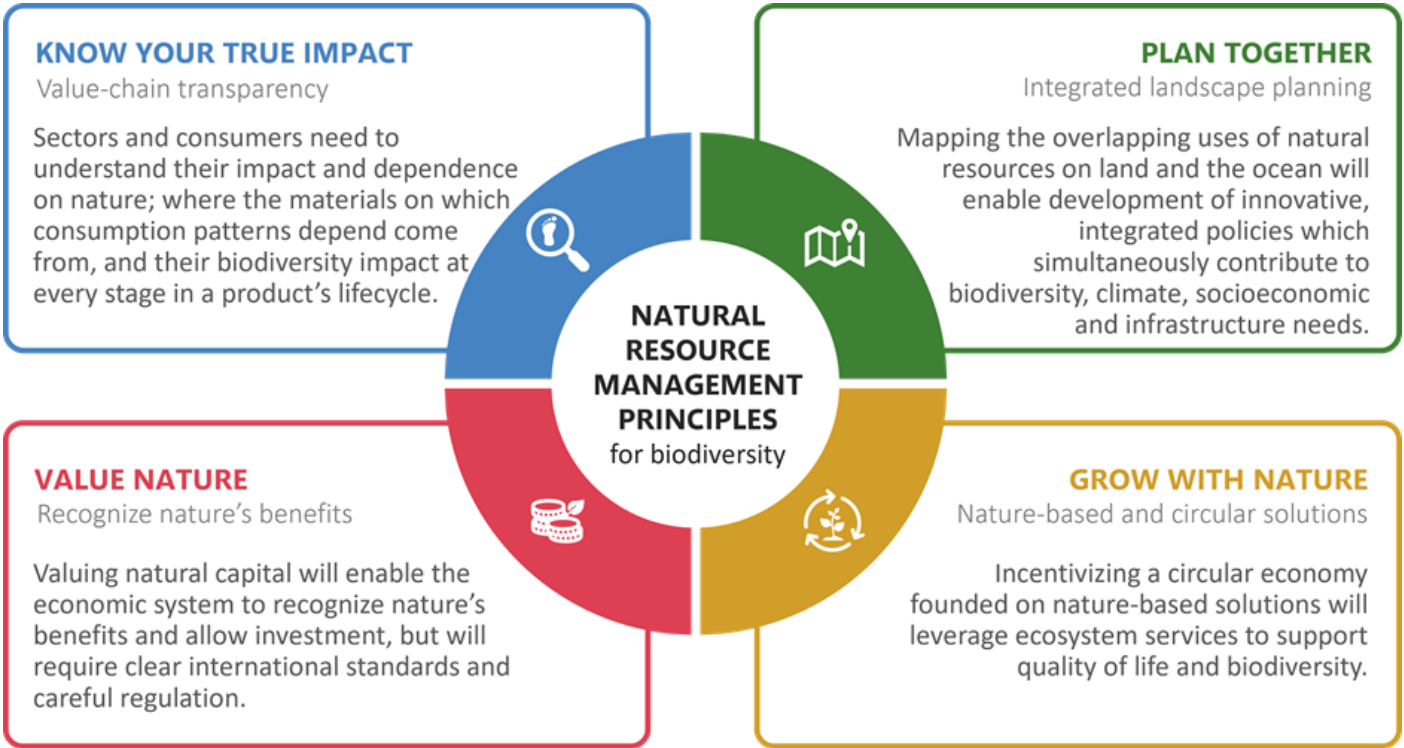 KNOW YOUR TRUE IMPACT
Value-chain transparency
Sectors and consumers need to
understand their impact and dependence
on nature; where the materials on which
consumption patterns depend come
from, and their biodiversity impact at
every stage in a product’s lifecycle.
PLAN TOGETHER
Integrated landscape planning
Mapping the overlapping uses of natural
resources on land and the ocean will
enable development of innovative,
integrated policies which
simultaneously contribute to
biodiversity, climate, socioeconomic
and infrastructure needs.
NATURAL
RESOURCE
MANAGEMENT
PRINCIPLES
for biodiversity
VALUE NATURE
Recognize nature’s benefits
Valuing natural capital will enable the
economic system to recognize nature’s
benefits and allow investment, but will
require clear international standards and
careful regulation.
GROW WITH NATURE
Nature-based and circular solutions
Incentivizing a circular economy
founded on nature-based solutions will
leverage ecosystem services to support
quality of life and biodiversity.